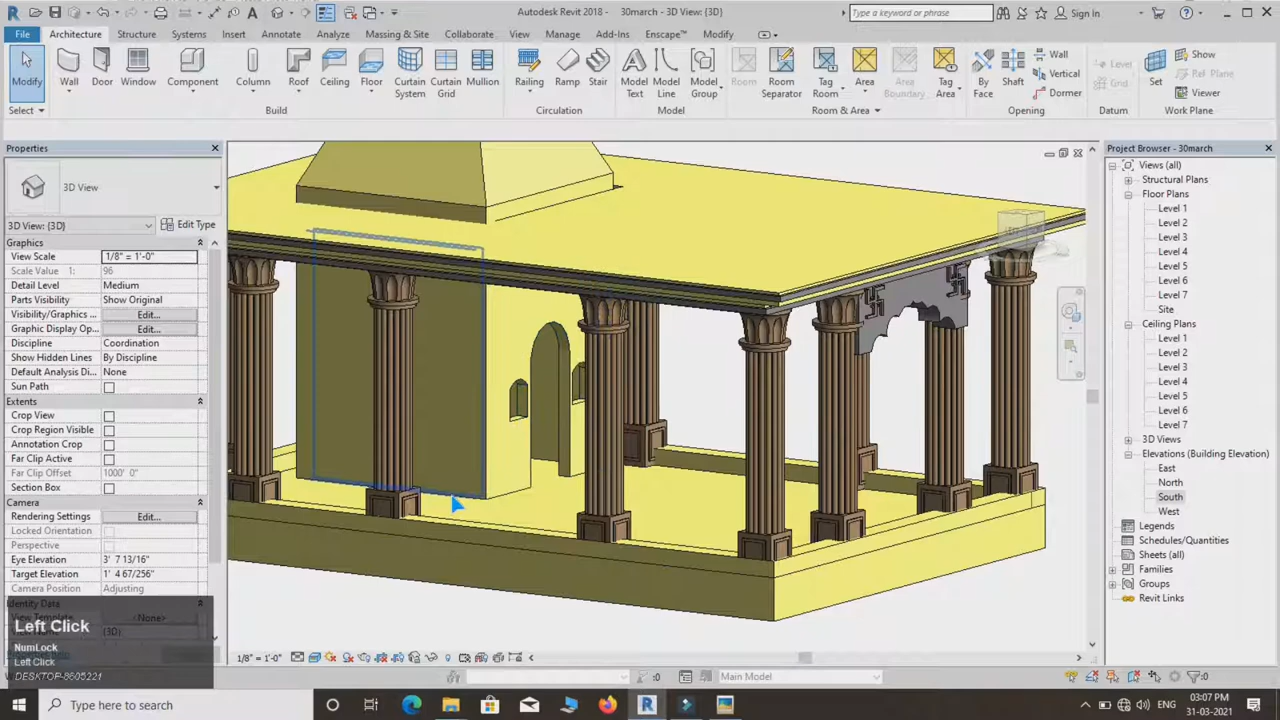 Autodesk Revit 2018 - 30march - 3D View: {3D}
Type a keyword or phrase
Sign In
File
Architecture
Structure
Systems
Insert
Annotate
Analyze
Massing & Site
Collaborate
View
Manage
Add-Ins
Enscape™
Modify
Modify
Wall
Door
Window
Component
Column
Roof
Ceiling
Floor
Curtain System
Curtain Grid
Mullion
Railing
Ramp
Stair
Model Text
Model Line
Model Group
Room
Room Separator
Tag Room
Area
Area Boundary
Tag Area
By Face
Shaft
Wall
Vertical
Dormer
Level
Grid
Set
Show
Ref Plane
Viewer
Select
Build
Circulation
Model
Room & Area
Opening
Datum
Work Plane
Properties
3D View
3D View: {3D}
Edit Type
Graphics
View Scale 1/8" = 1'-0"
Scale Value 1: 96
Detail Level Medium
Parts Visibility Show Original
Visibility/Graphics ... Edit...
Graphic Display Op... Edit...
Discipline Coordination
Show Hidden Lines By Discipline
Default Analysis Di... None
Sun Path
Extents
Crop View
Crop Region Visible
Annotation Crop
Far Clip Active
Far Clip Offset 1000' 0"
Section Box
Camera
Rendering Settings Edit...
Locked Orientation
Perspective
Eye Elevation 3' 7 13/16"
Target Elevation 1' 4 67/256"
Camera Position Adjusting
Identity Data
View Template <None>
View Name {3D}
Left Click
NumLock
Left Click
DESKTOP-8605221
Project Browser - 30march
Views (all)
Structural Plans
Floor Plans
Level 1
Level 2
Level 3
Level 4
Level 5
Level 6
Level 7
Site
Ceiling Plans
Level 1
Level 2
Level 3
Level 4
Level 5
Level 6
Level 7
3D Views
Elevations (Building Elevation)
East
North
South
West
Legends
Schedules/Quantities
Sheets (all)
Families
Groups
Revit Links
1/8" = 1'-0"
:0
Main Model
:0
Type here to search
03:07 PM
31-03-2021